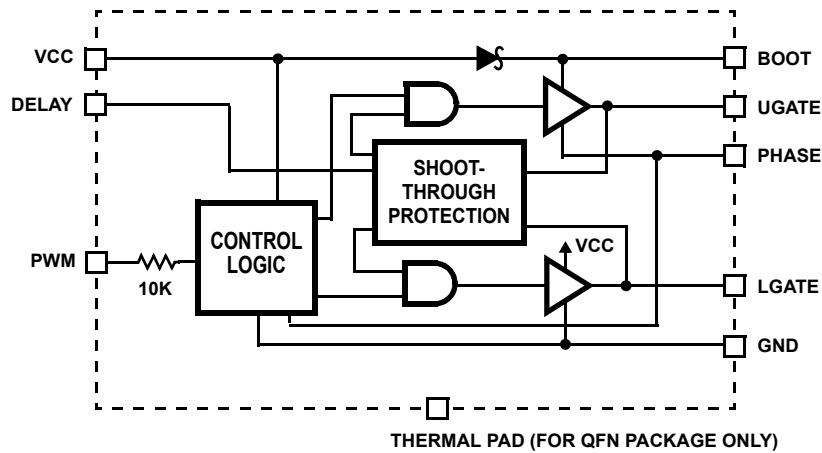 VCC
BOOT
DELAY
UGATE
PHASE
SHOOT-
THROUGH
PROTECTION
CONTROL
LOGIC
VCC
PWM
10K
LGATE
GND
THERMAL PAD (FOR QFN PACKAGE ONLY)